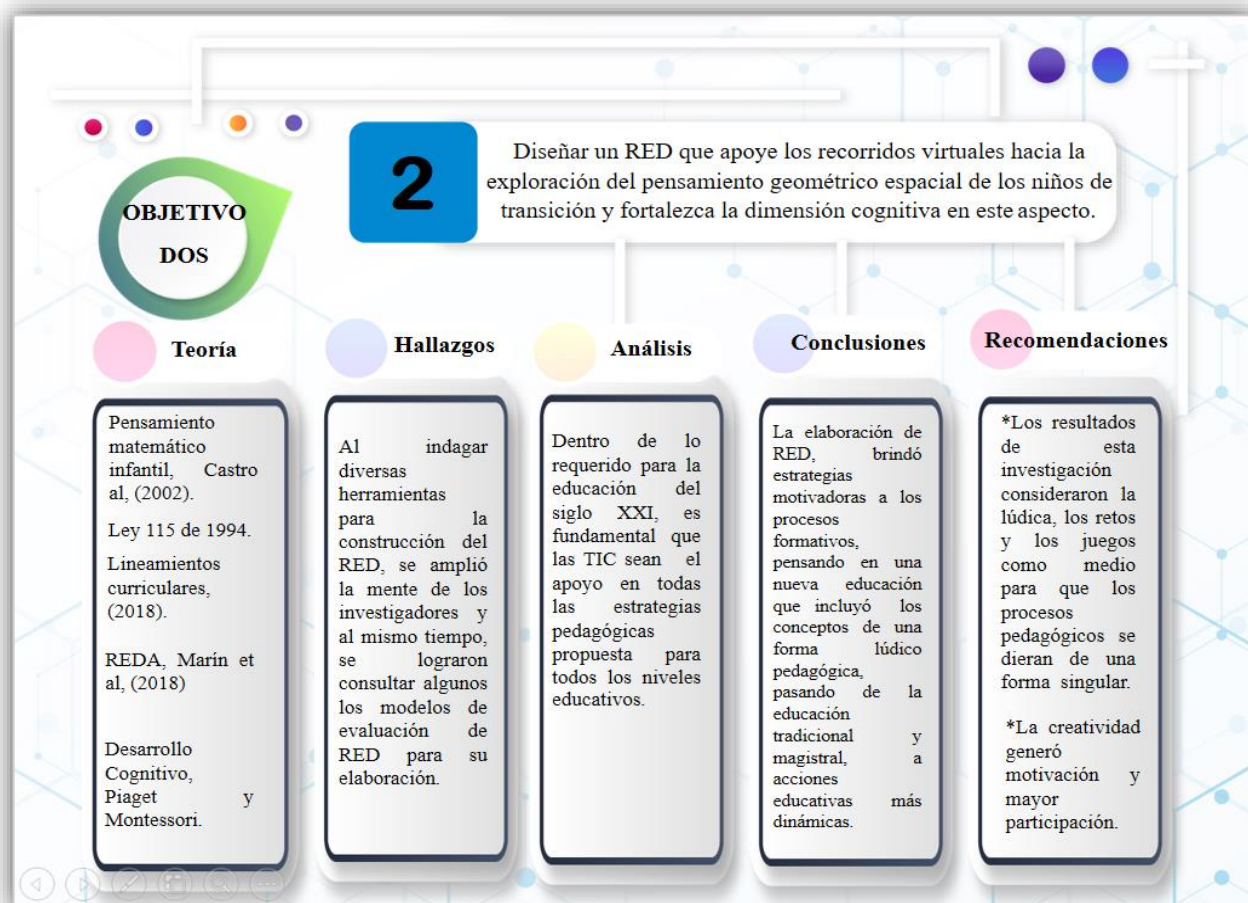 2
Diseñar un RED que apoye los recorridos virtuales hacia la
exploración del pensamiento geométrico espacial de los niños de
transición y fortalezca la dimensión cognitiva en este aspecto.
OBJETIVO
DOS
Teoría
Pensamiento
matemático
infantil, Castro
al, (2002).
Ley 115 de 1994.
Lineamientos
curriculares,
(2018).
REDA, Marín et
al, (2018)
Desarrollo
Cognitivo,
Piaget y
Montessori.
Hallazgos
Al indagar
diversas
herramientas
para la
construcción del
RED, se amplió
la mente de los
investigadores y
al mismo tiempo,
se lograron
consultar algunos
los modelos de
evaluación de
RED para su
elaboración.
Análisis
Dentro de lo
requerido para la
educación del
siglo XXI, es
fundamental que
las TIC sean el
apoyo en todas
las estrategias
pedagógicas
propuesta para
todos los niveles
educativos.
Conclusiones
La elaboración de
RED, brindó
estrategias
motivadoras a los
procesos
formativos,
pensando en una
nueva educación
que incluyó los
conceptos de una
forma lúdico
pedagógica,
pasando de la
educación
tradicional y
magistral, a
acciones
educativas más
dinámicas.
Recomendaciones
*Los resultados
de esta
investigación
consideraron la
lúdica, los retos
y los juegos
como medio
para que los
procesos
pedagógicos se
dieran de una
forma singular.
*La creatividad
generó
motivación y
mayor
participación.